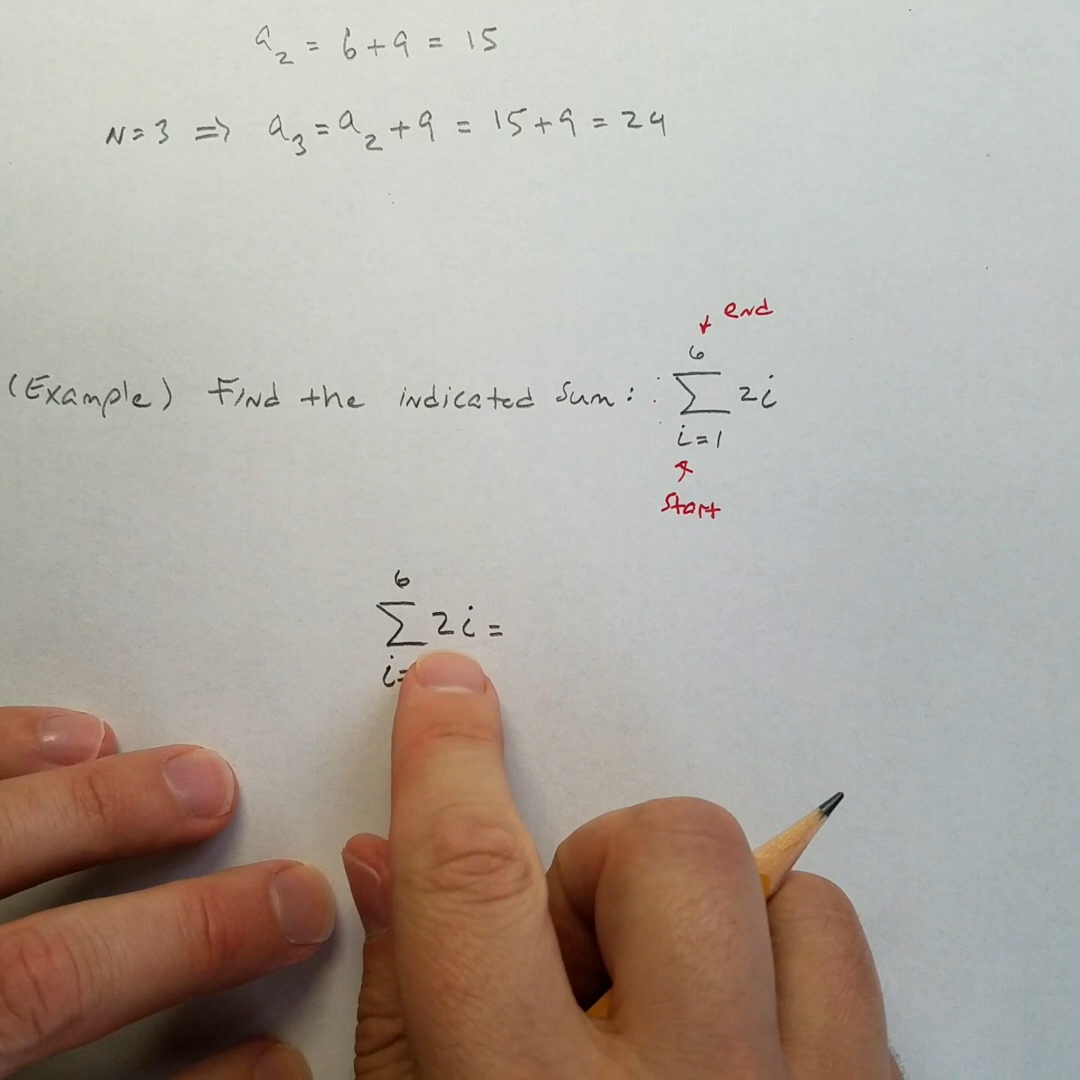 a₂ = 6+9 = 15
N=3 => a₃ = a₂ + 9 = 15+9 = 24
end
6
(Example) Find the indicated sum: ∑ 2i
i=1
start
6
∑ 2i =
i=